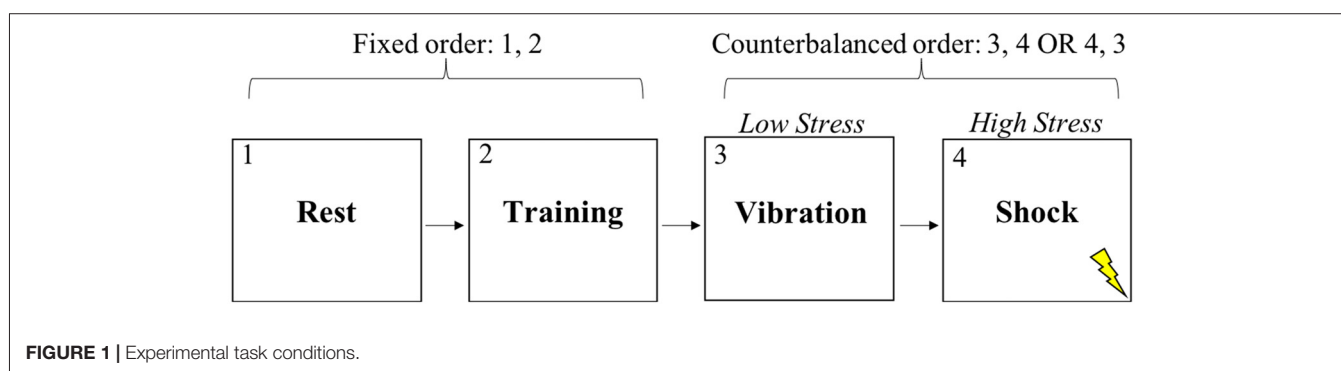 Fixed order: 1, 2
Counterbalanced order: 3, 4 OR 4, 3
Low Stress
High Stress
1
Rest
2
Training
3
Vibration
4
Shock
FIGURE 1 | Experimental task conditions.